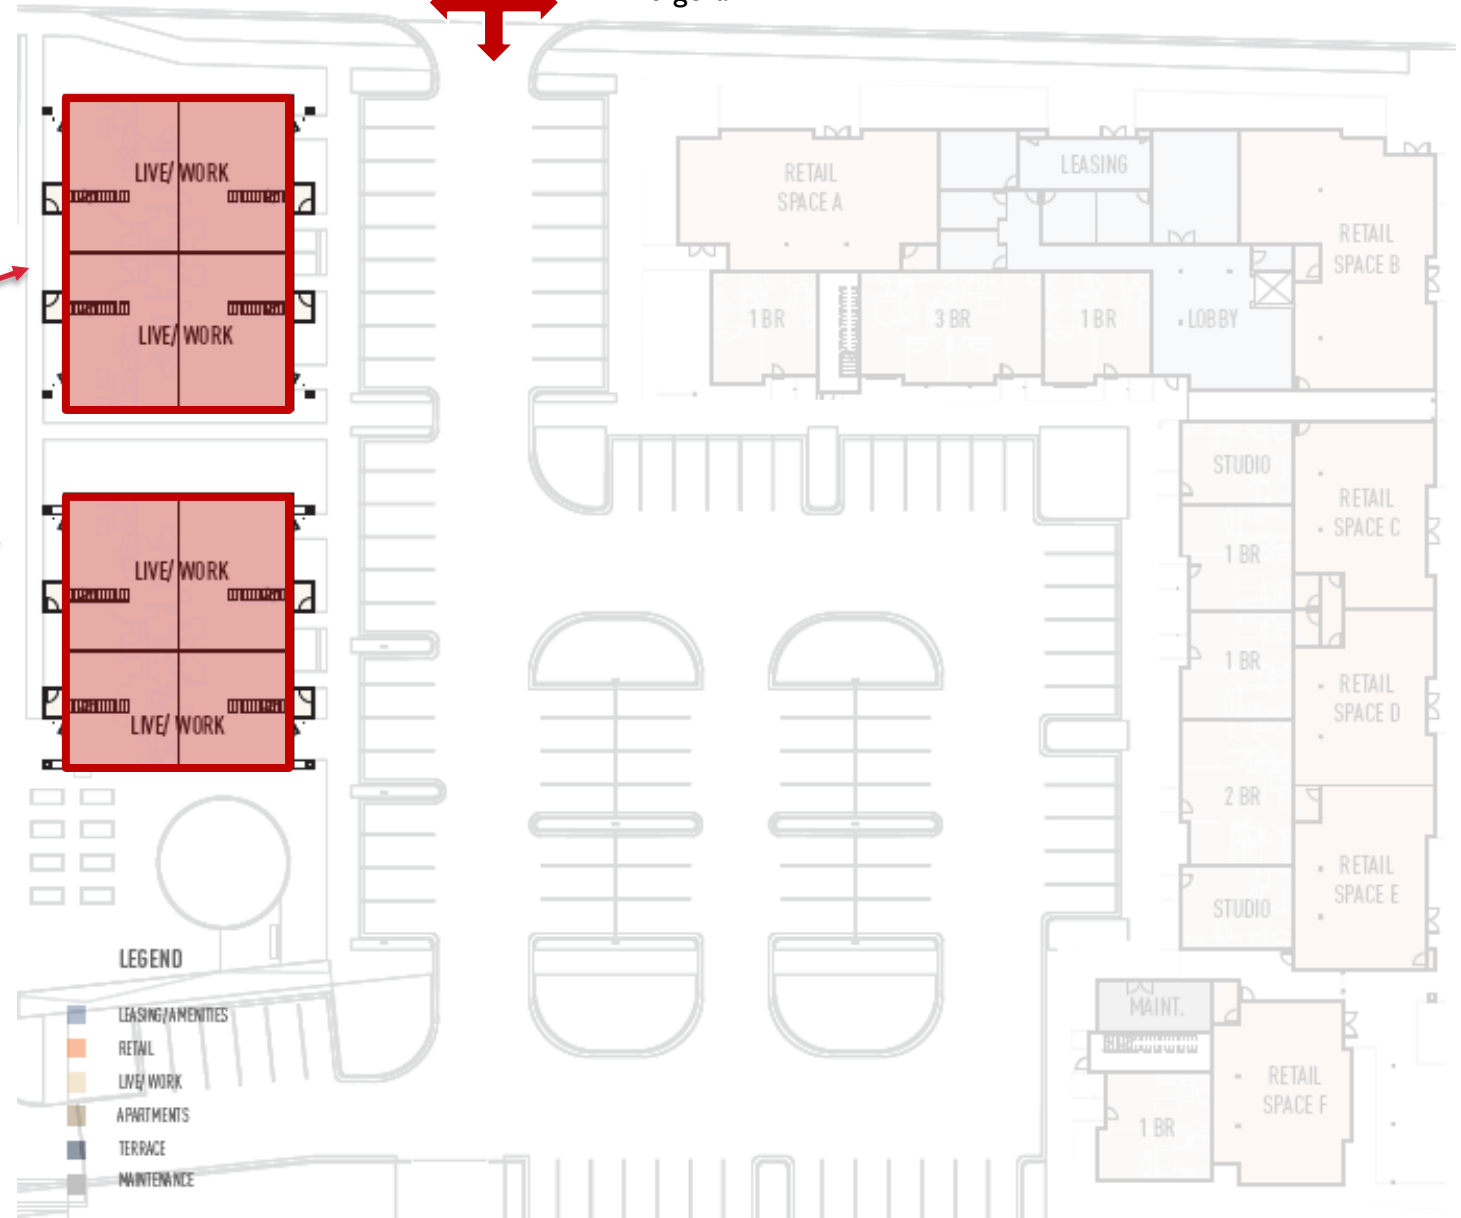 LIVE/ WORK
LIVE/ WORK
LIVE/ WORK
LIVE/ WORK
RETAIL
SPACE A
LEASING
RETAIL
SPACE B
1 BR
3 BR
1 BR
LOBBY
STUDIO
RETAIL
SPACE C
1 BR
1 BR
RETAIL
SPACE D
2 BR
RETAIL
SPACE E
STUDIO
MAINT.
RETAIL
SPACE F
1 BR
LEGEND
LEASING/AMENITIES
RETAIL
LIVE/ WORK
APARTMENTS
TERRACE
MAINTENANCE